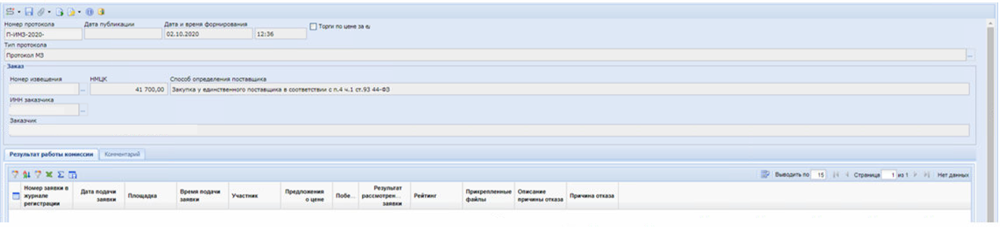 Номер протокола Дата публикации Дата и время формирования
П-ИМЗ-2020- 02.10.2020 12:36 Торги по цене за е
Тип протокола
Протокол МЗ ...
Заказ
Номер извещения НМЦК Способ определения поставщика
... 41 700,00 Закупка у единственного поставщика в соответствии с п.4 ч.1 ст.93 44-ФЗ
ИНН заказчика
...
Заказчик
Результат работы комиссии Комментарий
Выводить по 15 Страница 1 из 1 Нет данных
Номер заявки в журнале регистрации Дата подачи заявки Площадка Время подачи заявки Участник Предложения о цене Побе... Результат рассмотрен... заявки Рейтинг Прикрепленные файлы Описание причины отказа Причина отказа